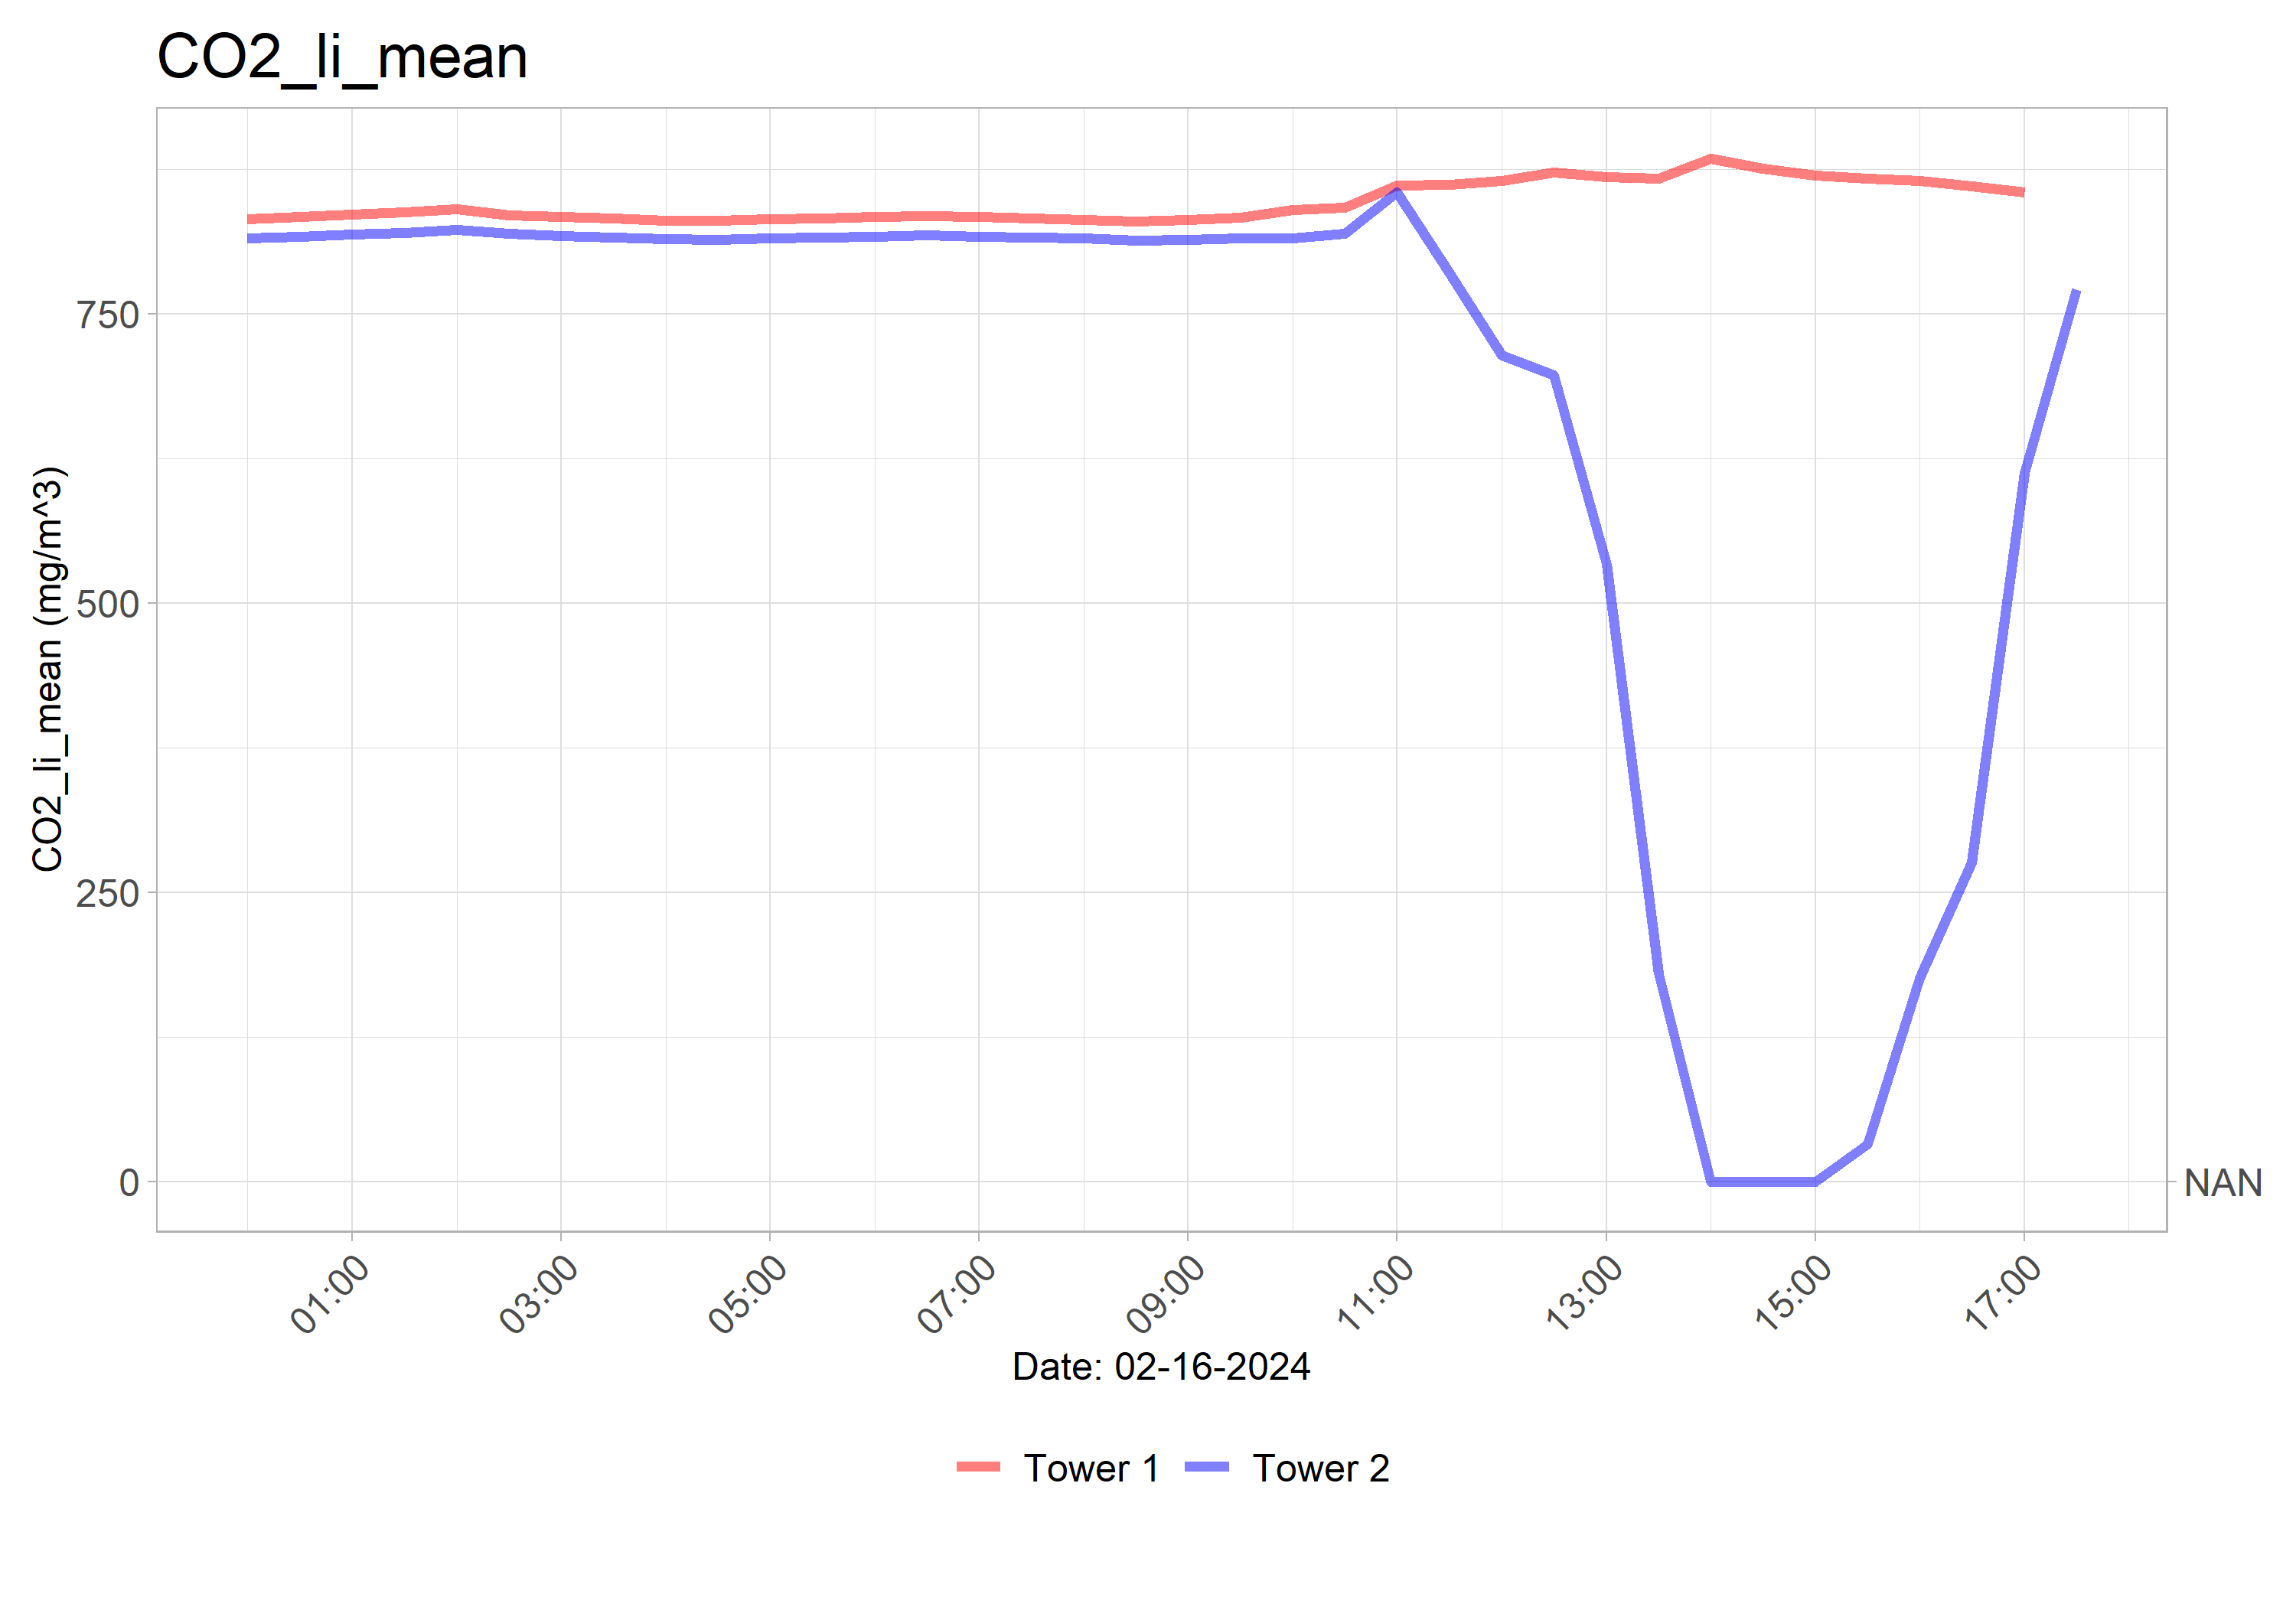 CO2_li_mean
CO2_li_mean (mg/m^3)
750
500
250
0
NAN
01:00
03:00
05:00
07:00
09:00
11:00
13:00
15:00
17:00
Date: 02-16-2024
Tower 1
Tower 2